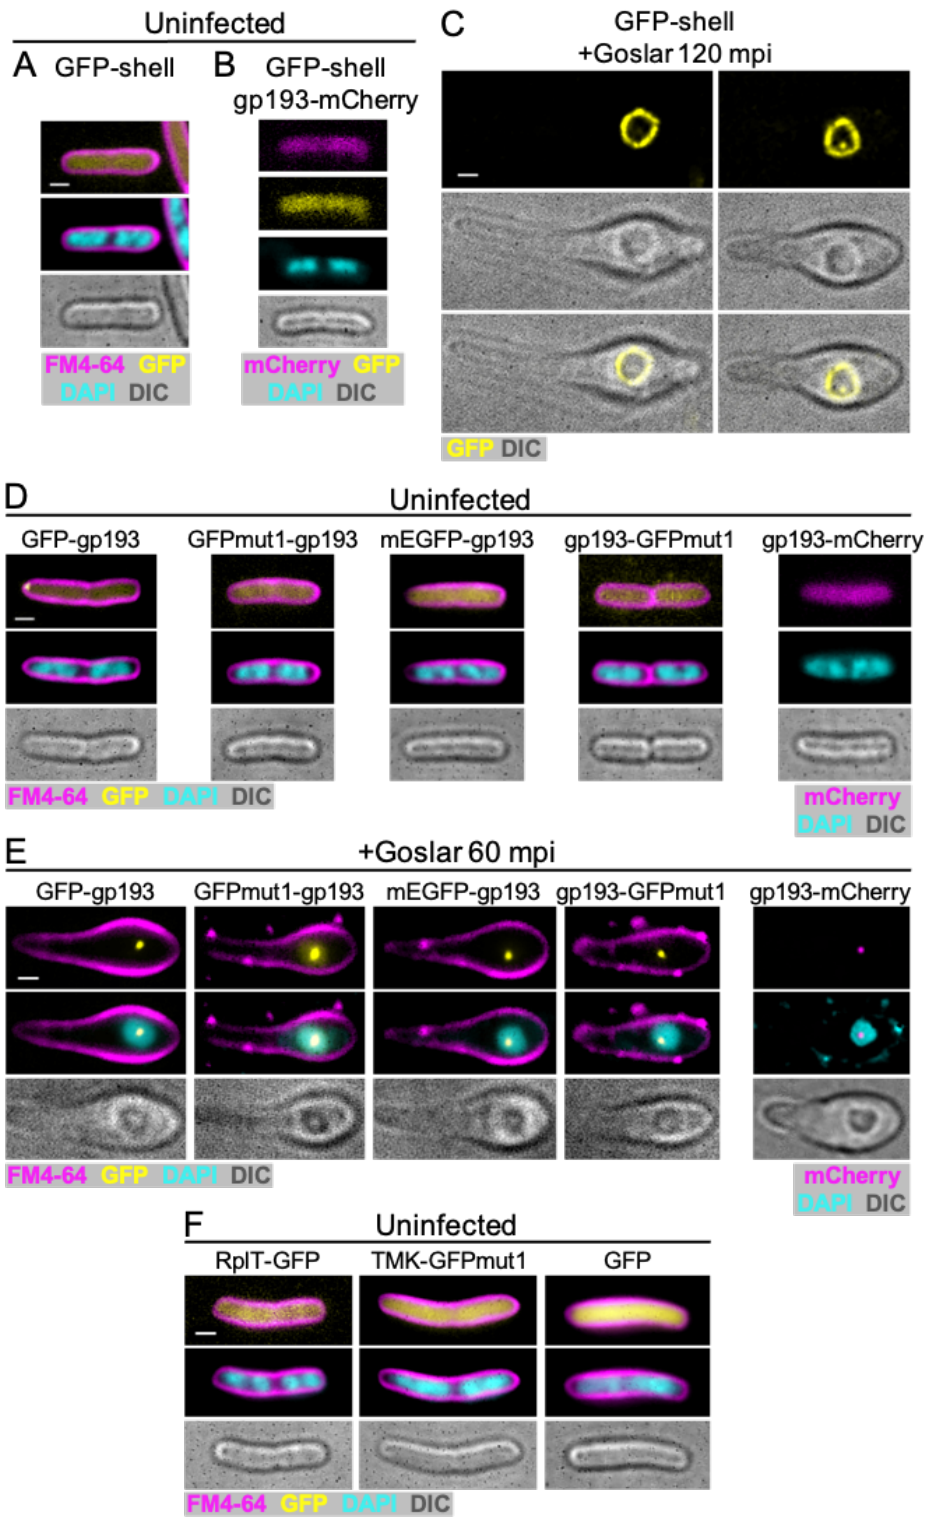 Uninfected
A GFP-shell
B GFP-shell
gp193-mCherry
FM4-64 GFP
DAPI DIC
mCherry GFP
DAPI DIC
C GFP-shell
+Goslar 120 mpi
GFP DIC
D Uninfected
GFP-gp193 GFPmut1-gp193 mEGFP-gp193 gp193-GFPmut1 gp193-mCherry
FM4-64 GFP DAPI DIC
mCherry
DAPI DIC
E +Goslar 60 mpi
GFP-gp193 GFPmut1-gp193 mEGFP-gp193 gp193-GFPmut1 gp193-mCherry
FM4-64 GFP DAPI DIC
mCherry
DAPI DIC
F Uninfected
RplT-GFP TMK-GFPmut1 GFP
FM4-64 GFP DAPI DIC